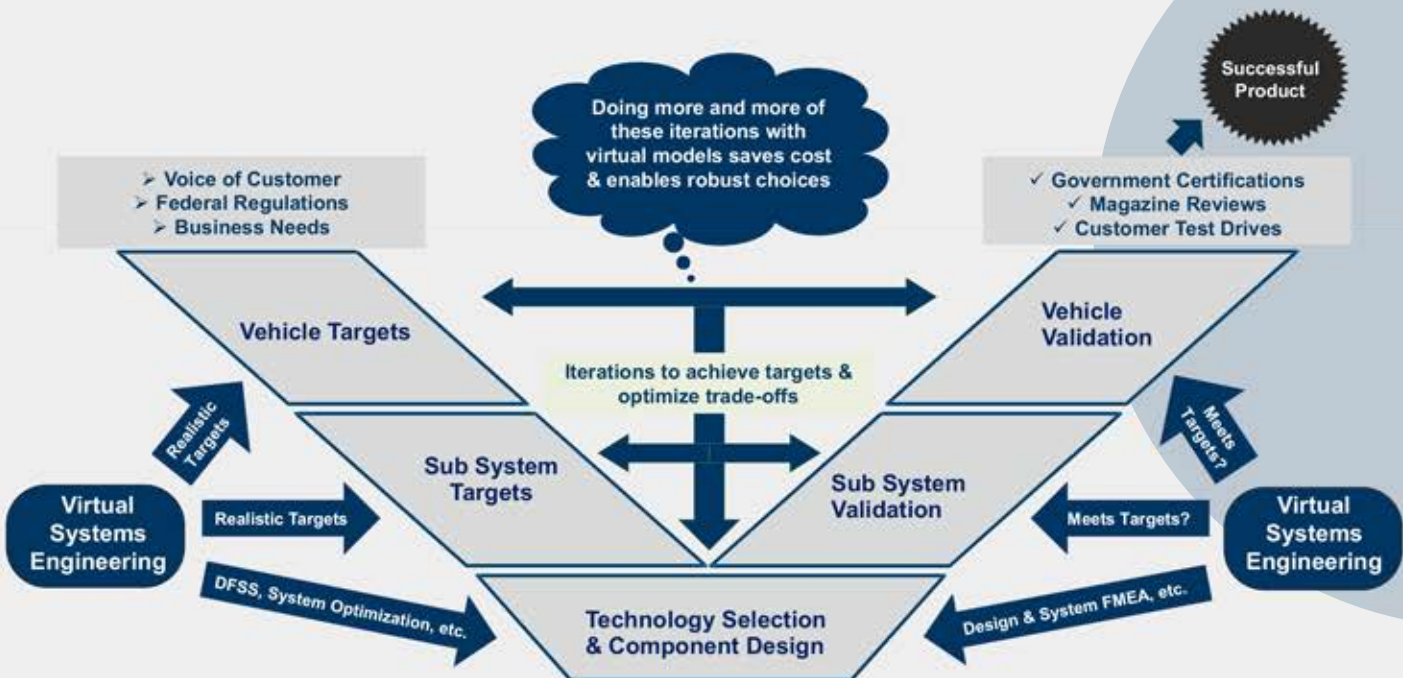 Successful
Product
Doing more and more of
these iterations with
virtual models saves cost
& enables robust choices
➢ Voice of Customer
➢ Federal Regulations
➢ Business Needs
✓ Government Certifications
✓ Magazine Reviews
✓ Customer Test Drives
Vehicle Targets
Vehicle
Validation
Iterations to achieve targets &
optimize trade-offs
Realistic
Targets
Meets
Targets?
Sub System
Targets
Sub System
Validation
Virtual
Systems
Engineering
Realistic Targets
Meets Targets?
Virtual
Systems
Engineering
DFSS, System Optimization, etc.
Design & System FMEA, etc.
Technology Selection
& Component Design